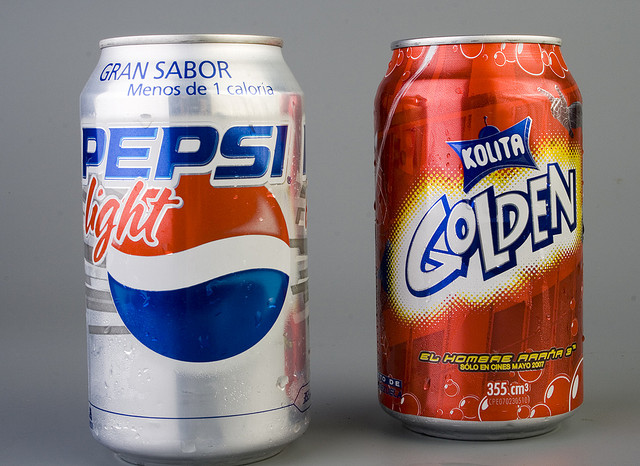 GRAN SABOR
Menos de 1 caloría
PEPSI
light
KOLITA
GOLDEN
EL HOMBRE ARAÑA 3
SÓLO EN CINES MAYO 2007
355 cm³